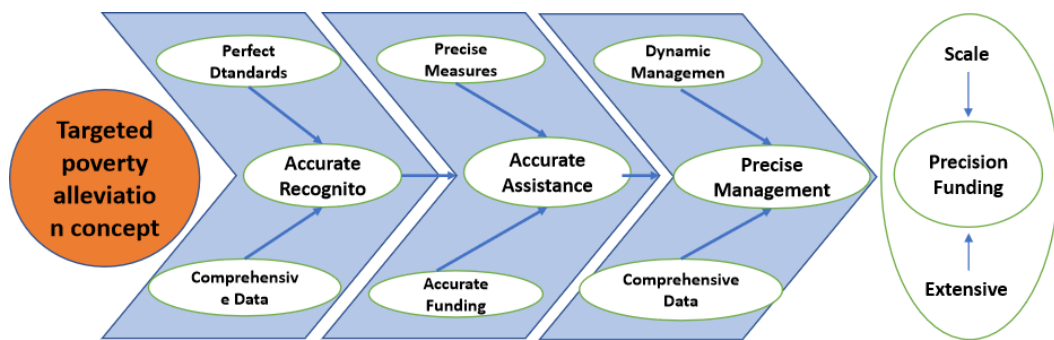 Targeted
poverty
alleviatio
n concept
Perfect
Dtandards
Accurate
Recognito
Comprehensiv
e Data
Precise
Measures
Accurate
Assistance
Accurate
Funding
Dynamic
Managemen
Precise
Management
Comprehensive
Data
Scale
Precision
Funding
Extensive